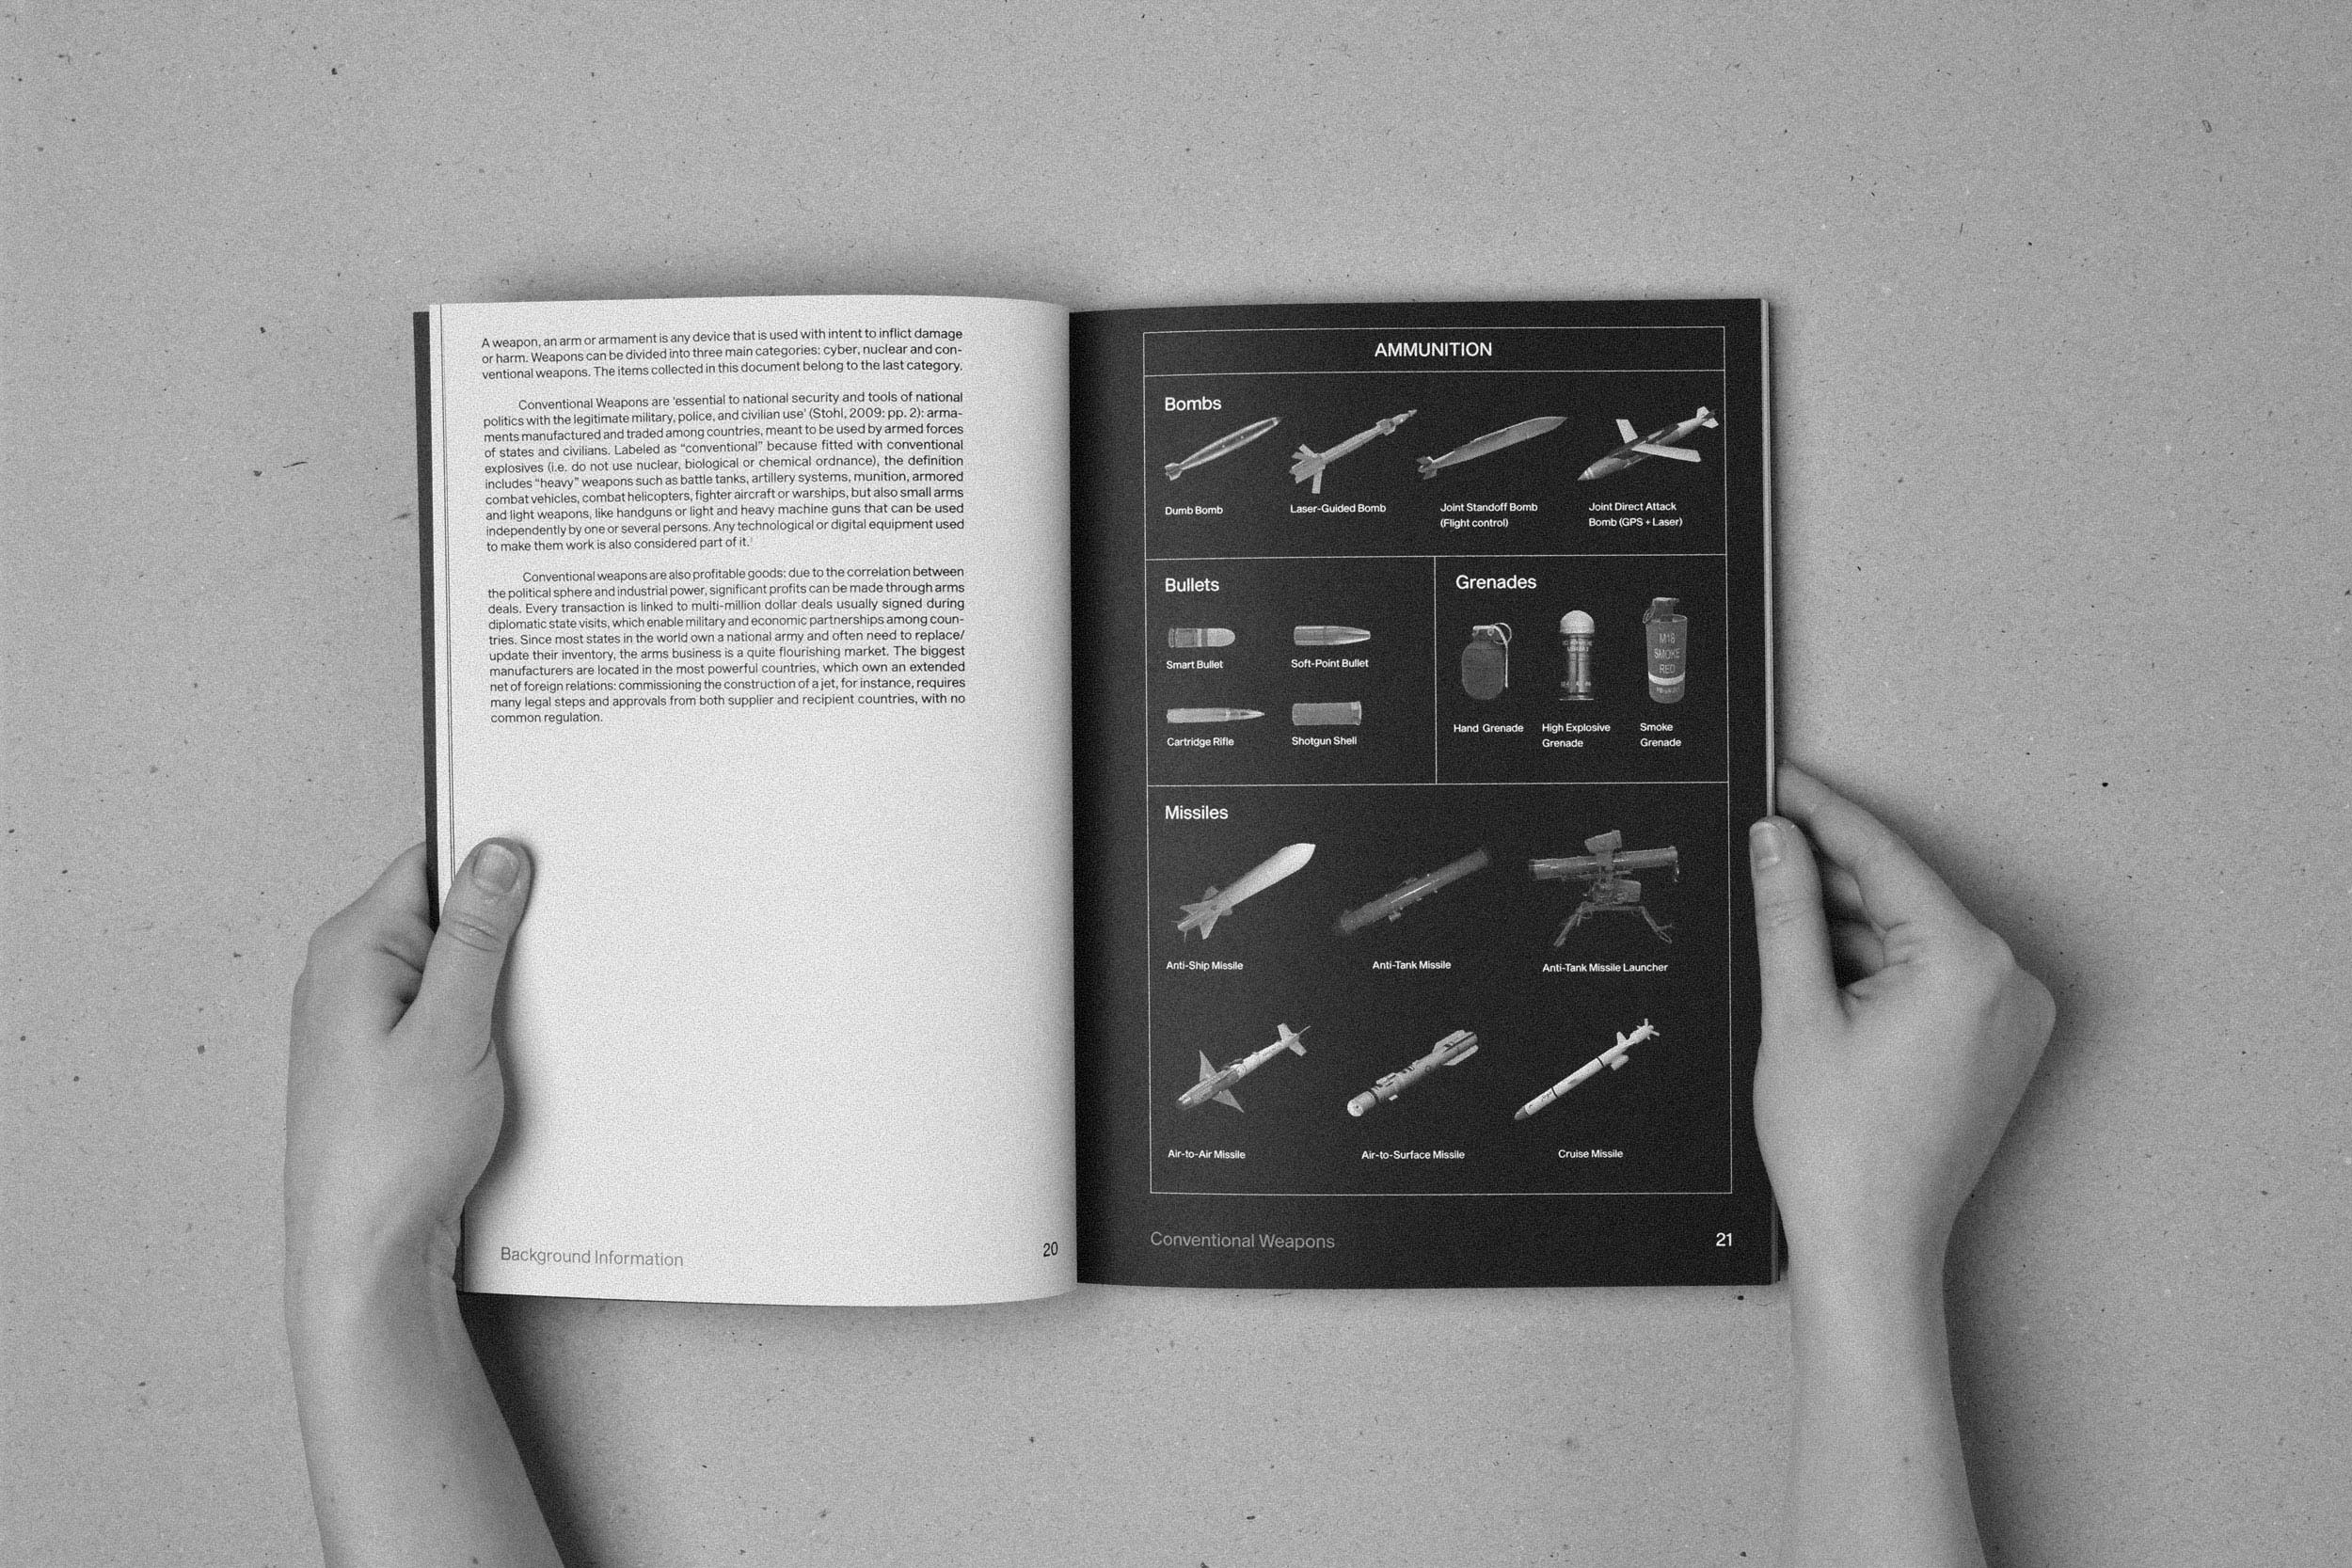 A weapon, an arm or armament is any device that is used with intent to inflict damage
or harm. Weapons can be divided into three main categories: cyber, nuclear and con-
ventional weapons. The items collected in this document belong to the last category.
Conventional Weapons are 'essential to national security and tools of national
politics with the legitimate military, police, and civilian use' (Stohl, 2009: pp. 2): arma-
ments manufactured and traded among countries, meant to be used by armed forces
of states and civilians. Labeled as "conventional" because fitted with conventional
explosives (i.e. do not use nuclear, biological or chemical ordnance), the definition
includes "heavy" weapons such as battle tanks, artillery systems, munition, armored
combat vehicles, combat helicopters, fighter aircraft or warships, but also small arms
and light weapons, like handguns or light and heavy machine guns that can be used
independently by one or several persons. Any technological or digital equipment used
to make them work is also considered part of it.
Conventional weapons are also profitable goods: due to the correlation between
the political sphere and industrial power, significant profits can be made through arms
deals. Every transaction is linked to multi-million dollar deals usually signed during
diplomatic state visits, which enable military and economic partnerships among coun-
tries. Since most states in the world own a national army and often need to replace/
update their inventory, the arms business is a quite flourishing market. The biggest
manufacturers are located in the most powerful countries, which own an extended
net of foreign relations: commissioning the construction of a jet, for instance, requires
many legal steps and approvals from both supplier and recipient countries, with no
common regulation.
Background Information
20
AMMUNITION
Bombs
Dumb Bomb
Laser-Guided Bomb
Joint Standoff Bomb
(Flight control)
Joint Direct Attack
Bomb (GPS + Laser)
Bullets
Smart Bullet
Soft-Point Bullet
Cartridge Rifle
Shotgun Shell
Grenades
M18
SMOKE
RED
Hand Grenade
High Explosive
Grenade
Smoke
Grenade
Missiles
Anti-Ship Missile
Anti-Tank Missile
Anti-Tank Missile Launcher
Air-to-Air Missile
Air-to-Surface Missile
Cruise Missile
Conventional Weapons
21